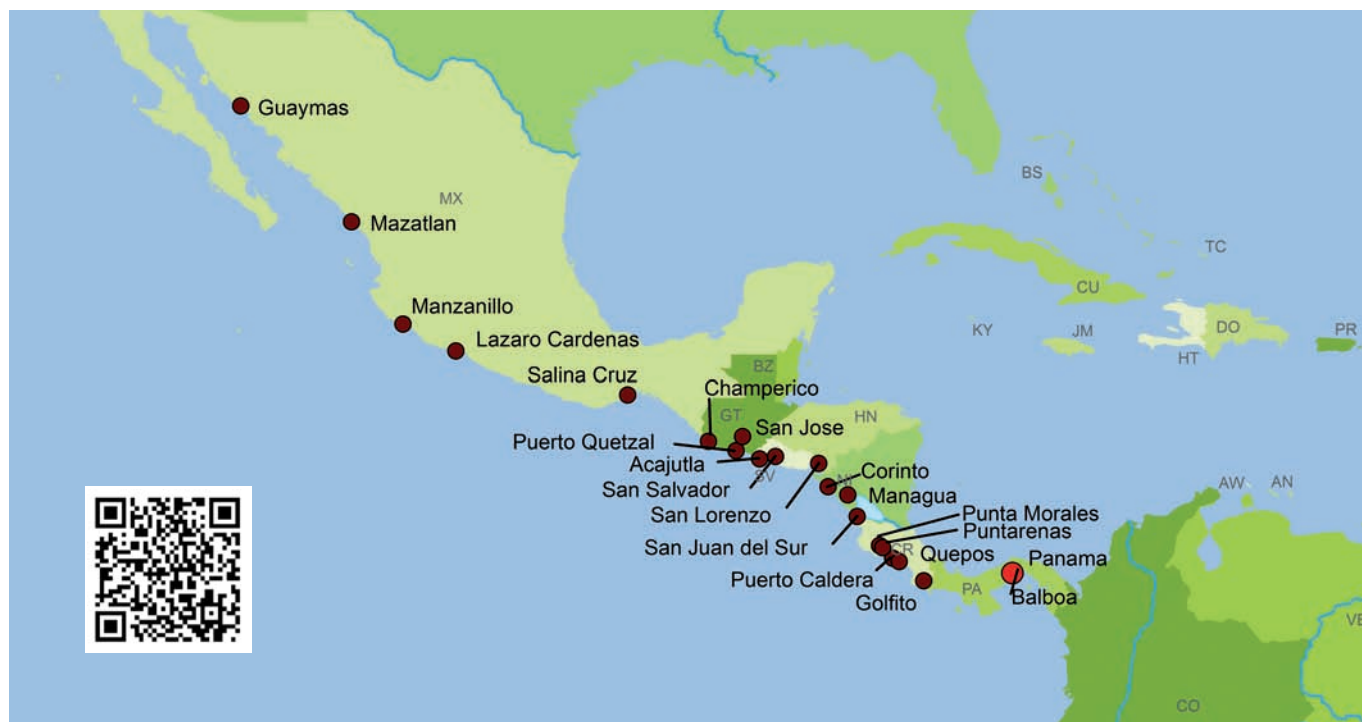 Guaymas
MX
BS
Mazatlan
TC
CU
Manzanillo
KY
JM
DO
PR
HT
Lazaro Cardenas
BZ
Salina Cruz
Champerico
GT
HN
San Jose
Puerto Quetzal
Acajutla
SV
Corinto
NI
San Salvador
Managua
AW
AN
San Lorenzo
Punta Morales
Puntarenas
San Juan del Sur
CR
Quepos
Panama
Puerto Caldera
PA
Balboa
Golfito
VE
CO